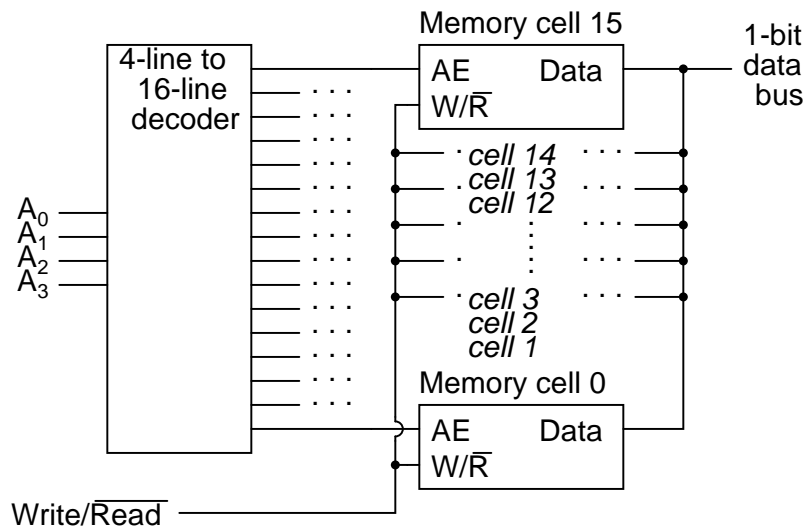 Memory cell 15
1-bit
data
bus
4-line to
16-line
decoder
AE Data
W/R̅
· · ·
· · ·
· · ·
· · ·
· · ·
· · ·
· · ·
· · ·
· · ·
· · ·
· · ·
· · ·
· · ·
· · ·
· cell 14 · · ·
cell 13 · · ·
cell 12
· · · · ·
· · · · ·
· cell 3 · · ·
cell 2
cell 1
A₀
A₁
A₂
A₃
Memory cell 0
AE Data
W/R̅
Write/R̅e̅a̅d̅